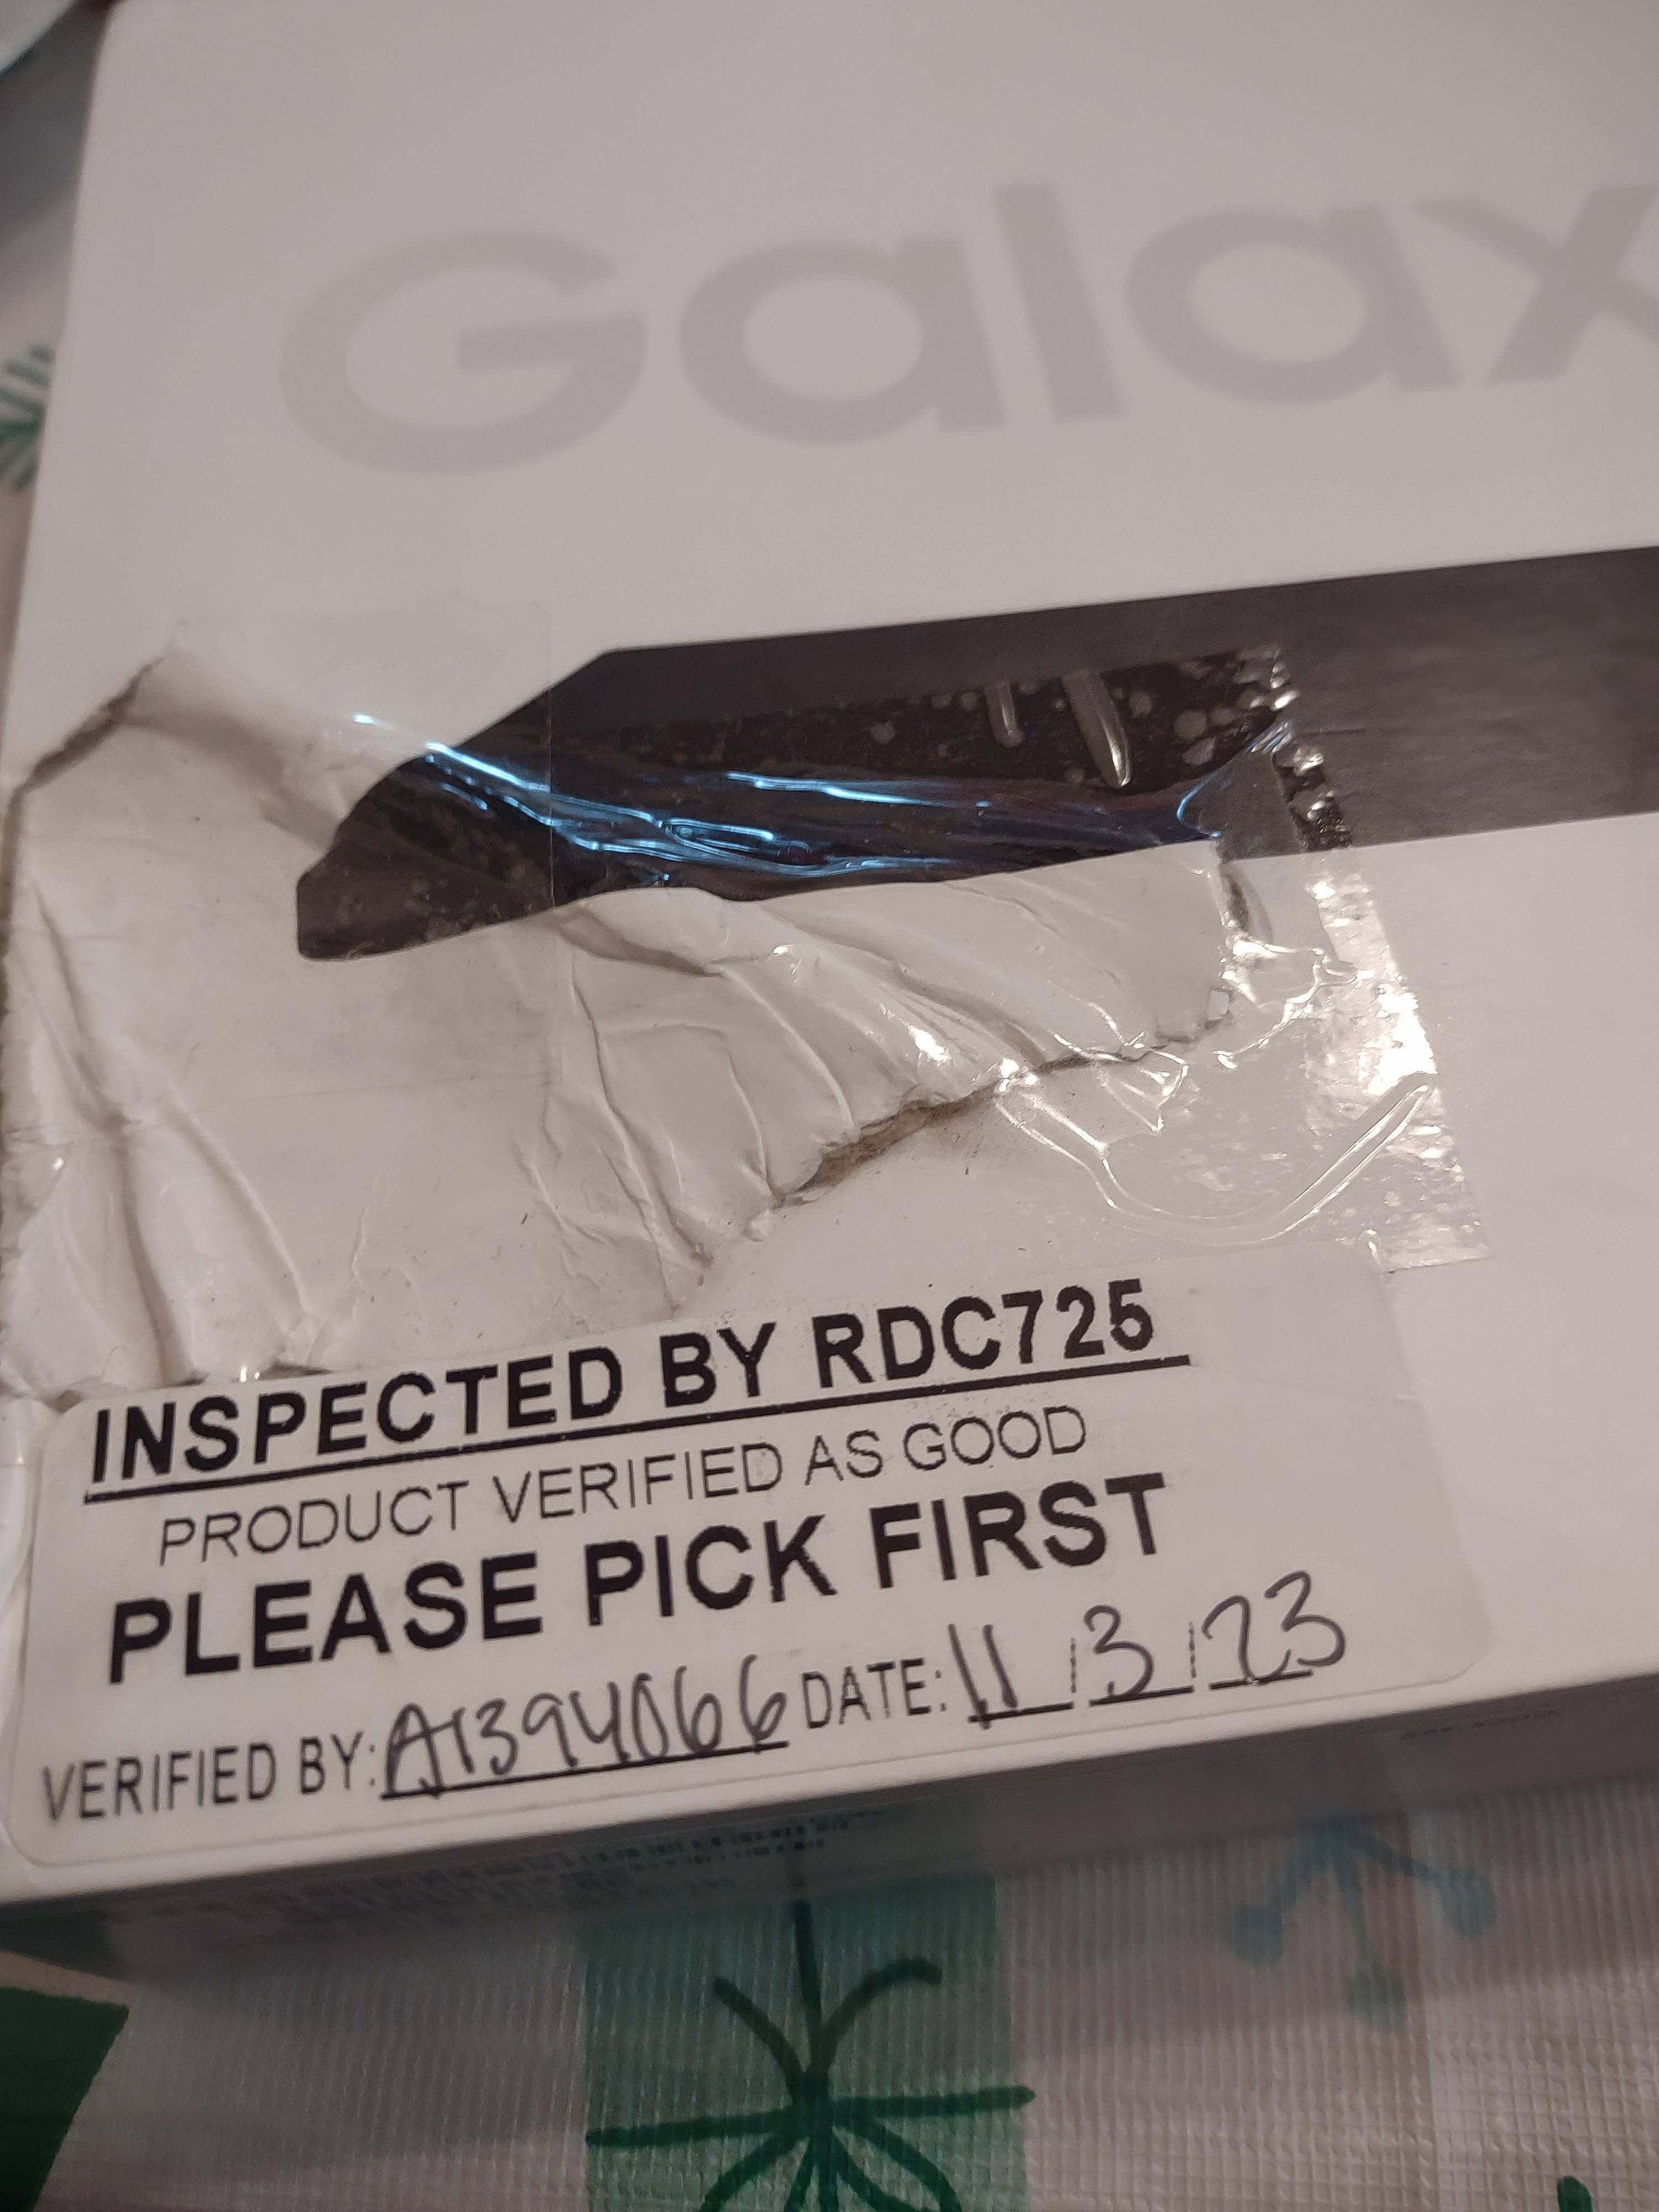 Galax
INSPECTED BY RDC725
PRODUCT VERIFIED AS GOOD
PLEASE PICK FIRST
VERIFIED BY: A1394066 DATE: 11/3/23